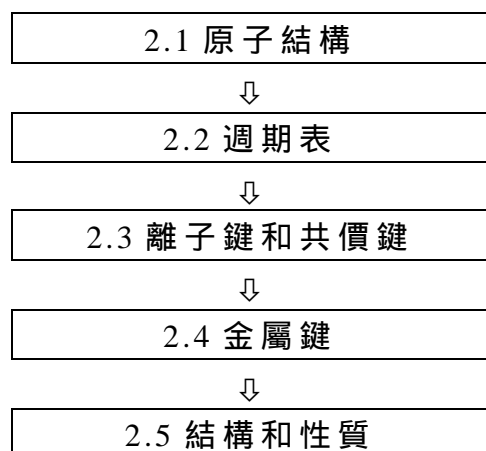 2.1 原子結構
⇩
2.2 週期表
⇩
2.3 離子鍵和共價鍵
⇩
2.4 金屬鍵
⇩
2.5 結構和性質